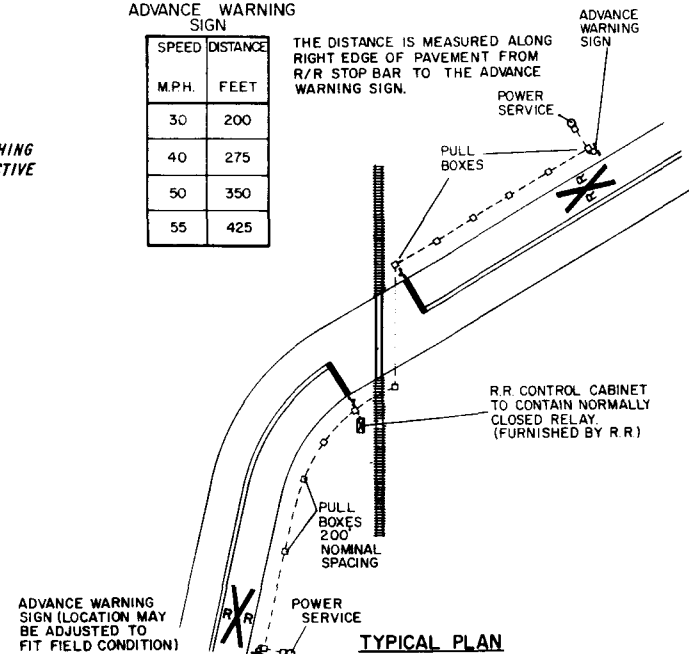 ADVANCE WARNING
SIGN
SPEED DISTANCE
M.P.H. FEET
30 200
40 275
50 350
55 425
THE DISTANCE IS MEASURED ALONG
RIGHT EDGE OF PAVEMENT FROM
R/R STOP BAR TO THE ADVANCE
WARNING SIGN.
ADVANCE
WARNING
SIGN
POWER
SERVICE
PULL
BOXES
R
R
R.R. CONTROL CABINET
TO CONTAIN NORMALLY
CLOSED RELAY.
(FURNISHED BY R.R)
PULL
BOXES
200'
NOMINAL
SPACING
R R
ADVANCE WARNING
SIGN (LOCATION MAY
BE ADJUSTED TO
FIT FIELD CONDITION)
POWER
SERVICE
TYPICAL PLAN